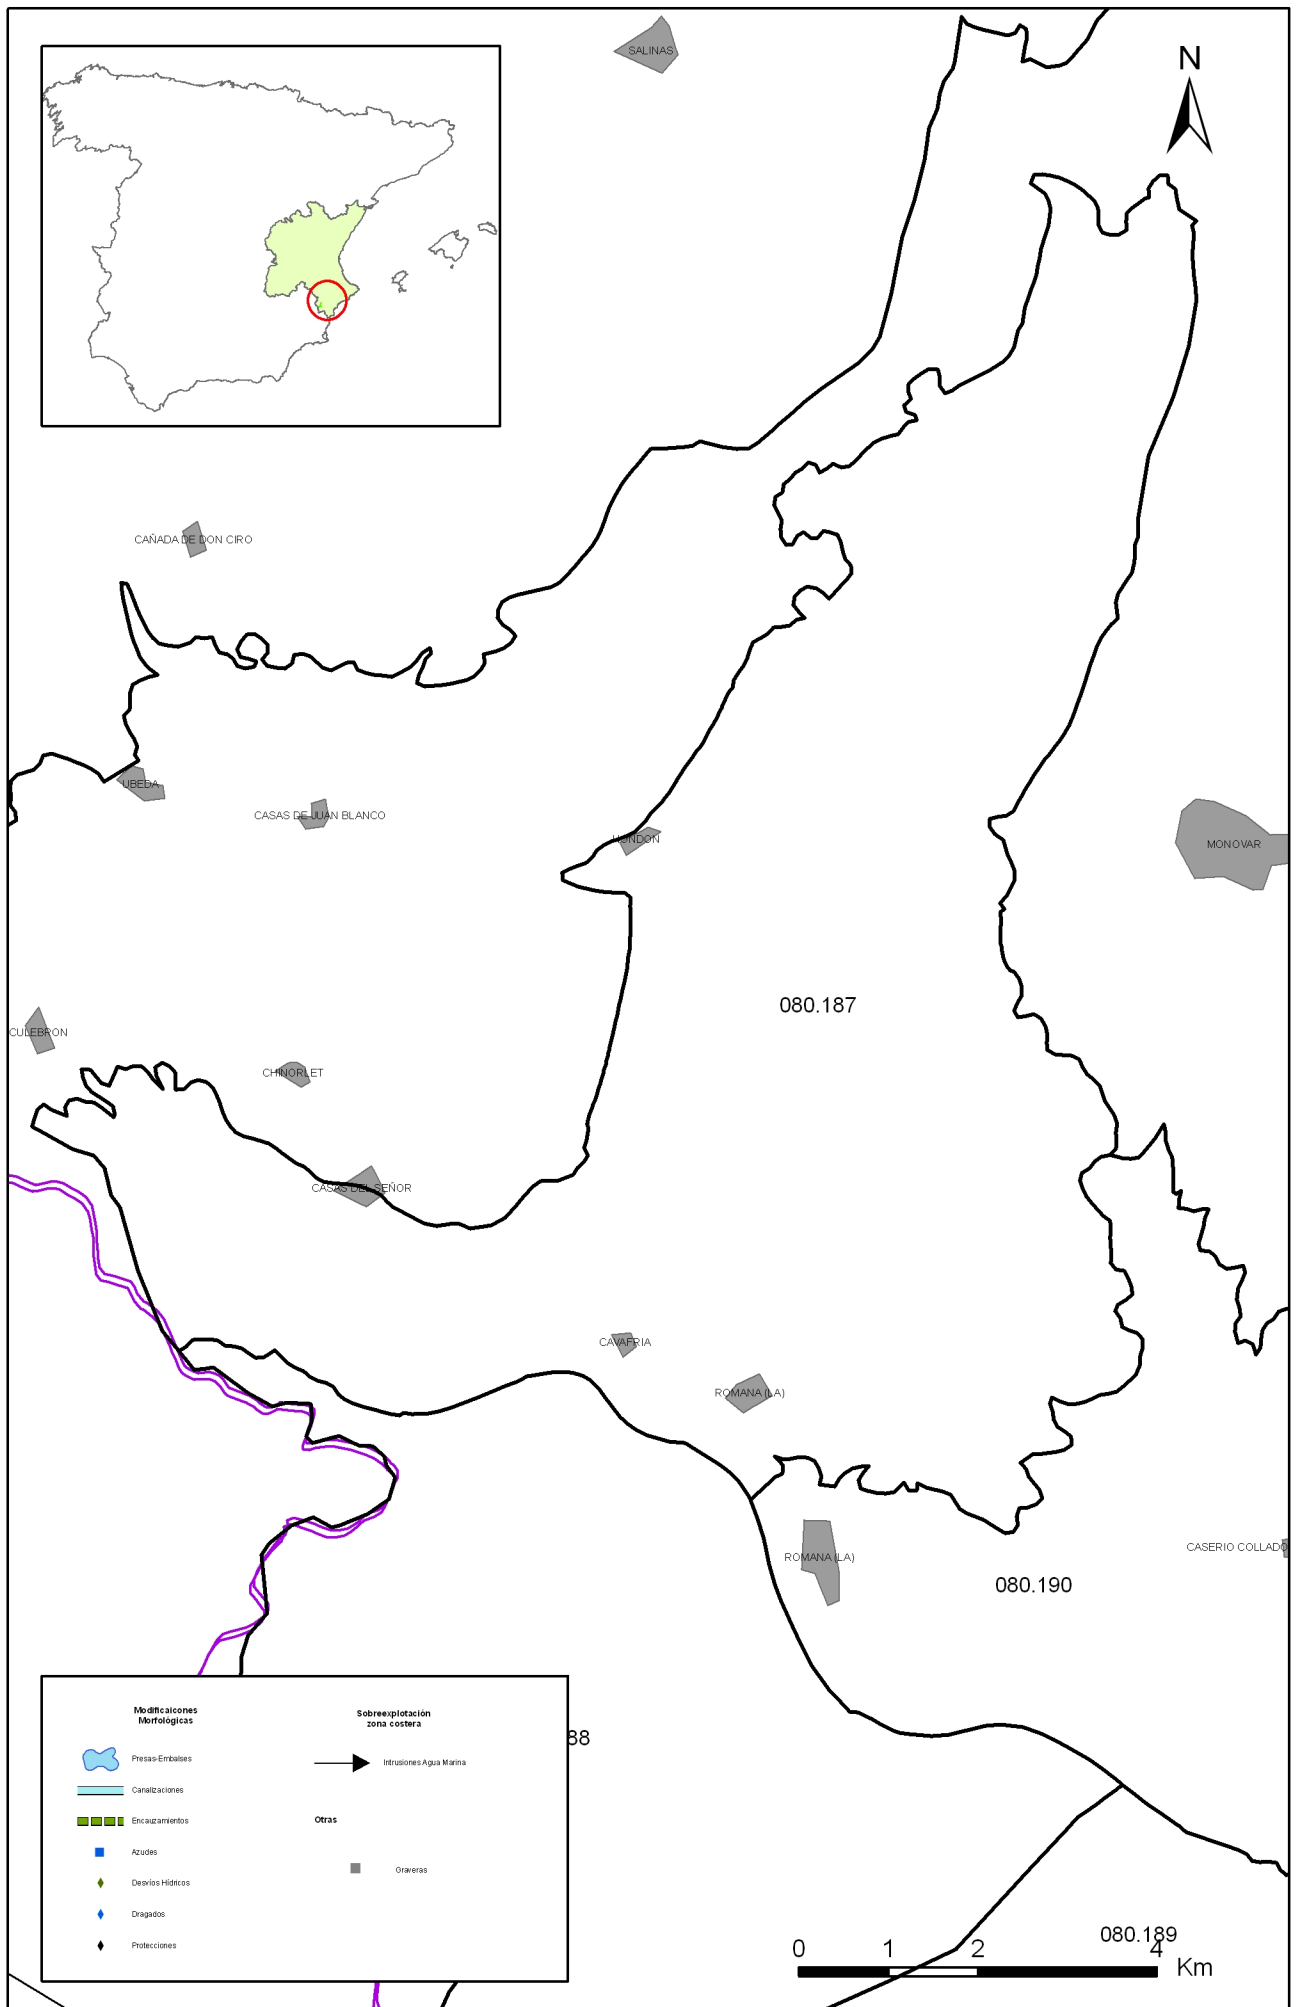 SALINAS
N
CAÑADA DE DON CIRO
UBEDA
CASAS DE JUAN BLANCO
HONDON
MONOVAR
080.187
CULEBRON
CHINORLET
CASAS DEL SEÑOR
CAVAFRIA
ROMANA (LA)
ROMANA (LA)
CASERIO COLLADO
080.190
88
Modificaicones
Morfológicas
Presas-Embalses
Canalizaciones
Encauzamientos
Azudes
Desvíos Hídricos
Dragados
Protecciones
Sobreexplotación
zona costera
Intrusiones Agua Marina
Otras
Graveras
080.189
0 1 2 4
Km